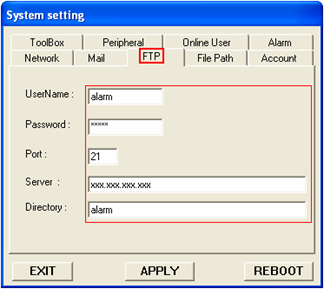 System setting
ToolBox Peripheral Online User Alarm
Network Mail FTP File Path Account
UserName : alarm
Password : *****
Port : 21
Server : xxx.xxx.xxx.xxx
Directory : alarm
EXIT APPLY REBOOT